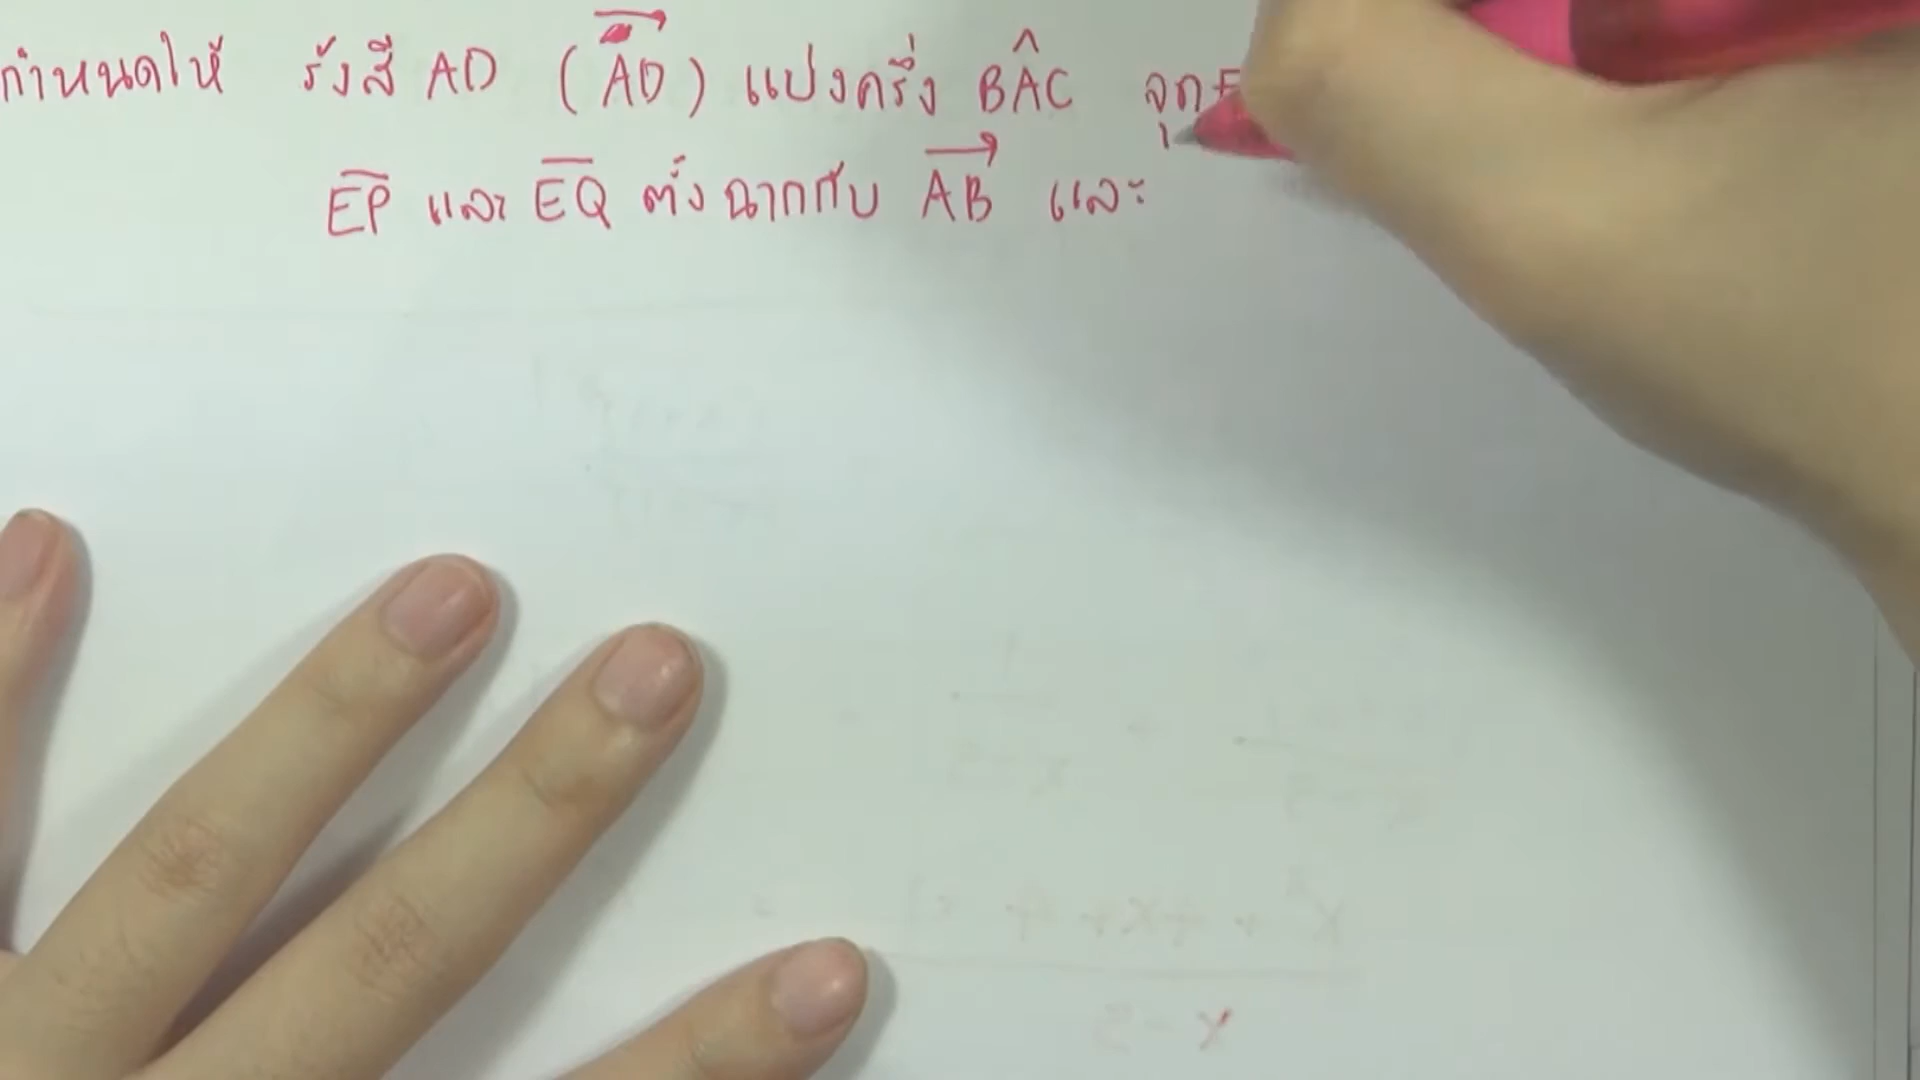 กำหนดให้ รังสี AD (AD) แบ่งครึ่ง BÂC จุด E
EP และ EQ ตั้งฉากกับ AB และ